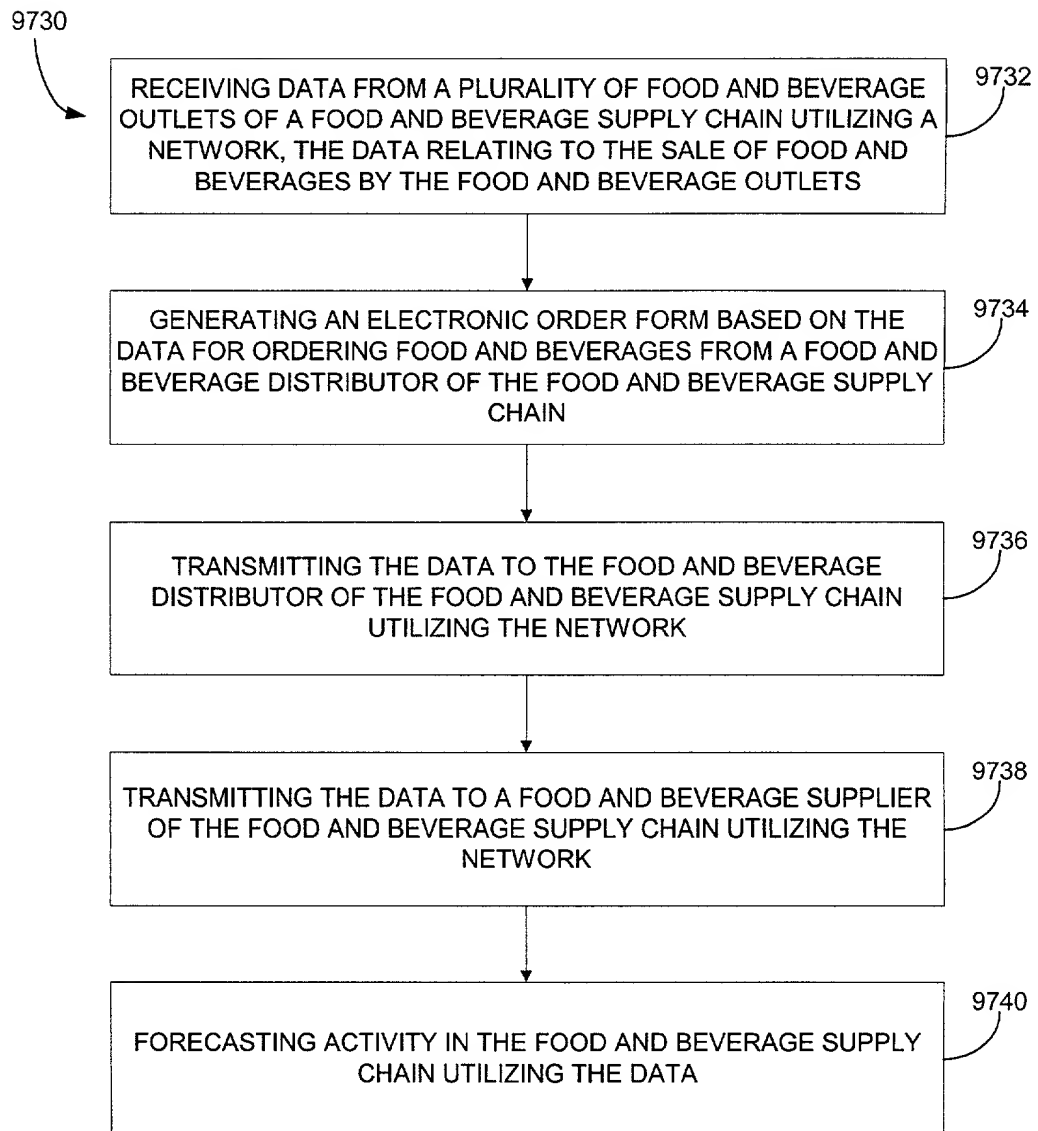 9730
RECEIVING DATA FROM A PLURALITY OF FOOD AND BEVERAGE
OUTLETS OF A FOOD AND BEVERAGE SUPPLY CHAIN UTILIZING A
NETWORK, THE DATA RELATING TO THE SALE OF FOOD AND
BEVERAGES BY THE FOOD AND BEVERAGE OUTLETS
9732
GENERATING AN ELECTRONIC ORDER FORM BASED ON THE
DATA FOR ORDERING FOOD AND BEVERAGES FROM A FOOD AND
BEVERAGE DISTRIBUTOR OF THE FOOD AND BEVERAGE SUPPLY
CHAIN
9734
TRANSMITTING THE DATA TO THE FOOD AND BEVERAGE
DISTRIBUTOR OF THE FOOD AND BEVERAGE SUPPLY CHAIN
UTILIZING THE NETWORK
9736
TRANSMITTING THE DATA TO A FOOD AND BEVERAGE SUPPLIER
OF THE FOOD AND BEVERAGE SUPPLY CHAIN UTILIZING THE
NETWORK
9738
FORECASTING ACTIVITY IN THE FOOD AND BEVERAGE SUPPLY
CHAIN UTILIZING THE DATA
9740